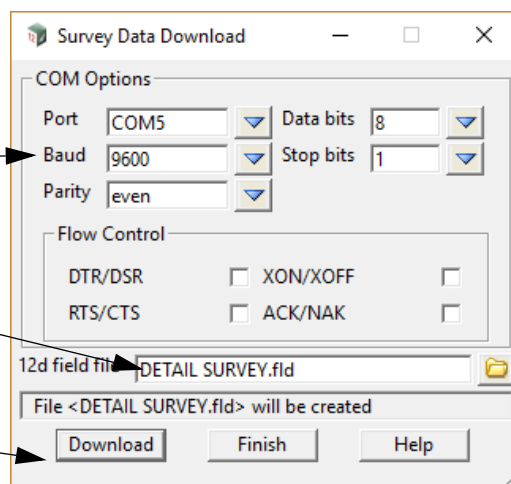 Survey Data Download
COM Options
Port COM5 Data bits 8
Baud 9600 Stop bits 1
Parity even
Flow Control
DTR/DSR XON/XOFF
RTS/CTS ACK/NAK
12d field file DETAIL SURVEY.fld
File <DETAIL SURVEY.fld> will be created
Download Finish Help